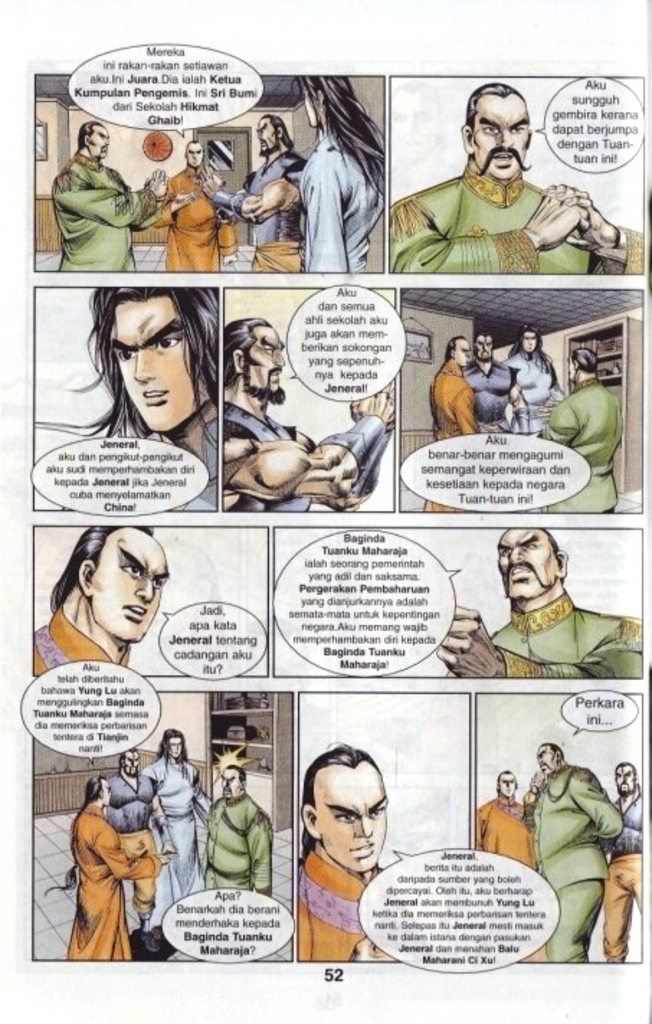 Mereka
ini rakan-rakan setiawan
aku.Ini Juara.Dia ialah Ketua
Kumpulan Pengemis. Ini Sri Bumi
dari Sekolah Hikmat
Ghaib!
Aku
sungguh
gembira kerana
dapat berjumpa
dengan Tuan-
tuan ini!
Jeneral,
aku dan pengikut-pengikut
aku sudi memperhambakan diri
kepada Jeneral jika Jeneral
cuba menyelamatkan
China!
Aku
dan semua
ahli sekolah aku
juga akan mem-
berikan sokongan
yang sepenuh-
nya kepada
Jeneral!
Aku
benar-benar mengagumi
semangat keperwiraan dan
kesetiaan kepada negara
Tuan-tuan ini!
Jadi,
apa kata
Jeneral tentang
cadangan aku
itu?
Baginda
Tuanku Maharaja
ialah seorang pemerintah
yang adil dan saksama.
Pergerakan Pembaharuan
yang dianjurkannya adalah
semata-mata untuk kepentingan
negara.Aku memang wajib
memperhambakan diri kepada
Baginda Tuanku
Maharaja!
Aku
telah diberitahu
bahawa Yung Lu akan
menggulingkan Baginda
Tuanku Maharaja semasa
dia memeriksa perbarisan
tentera di Tianjin
nanti!
Apa?
Benarkah dia berani
menderhaka kepada
Baginda Tuanku
Maharaja?
Jeneral,
berita itu adalah
daripada sumber yang boleh
dipercayai. Oleh itu, aku berharap
Jeneral akan membunuh Yung Lu
ketika dia memeriksa perbarisan tentera
nanti. Selepas itu Jeneral mesti masuk
ke dalam istana dengan pasukan
Jeneral dan menahan Balu
Maharani Ci Xu!
Perkara
ini...
52